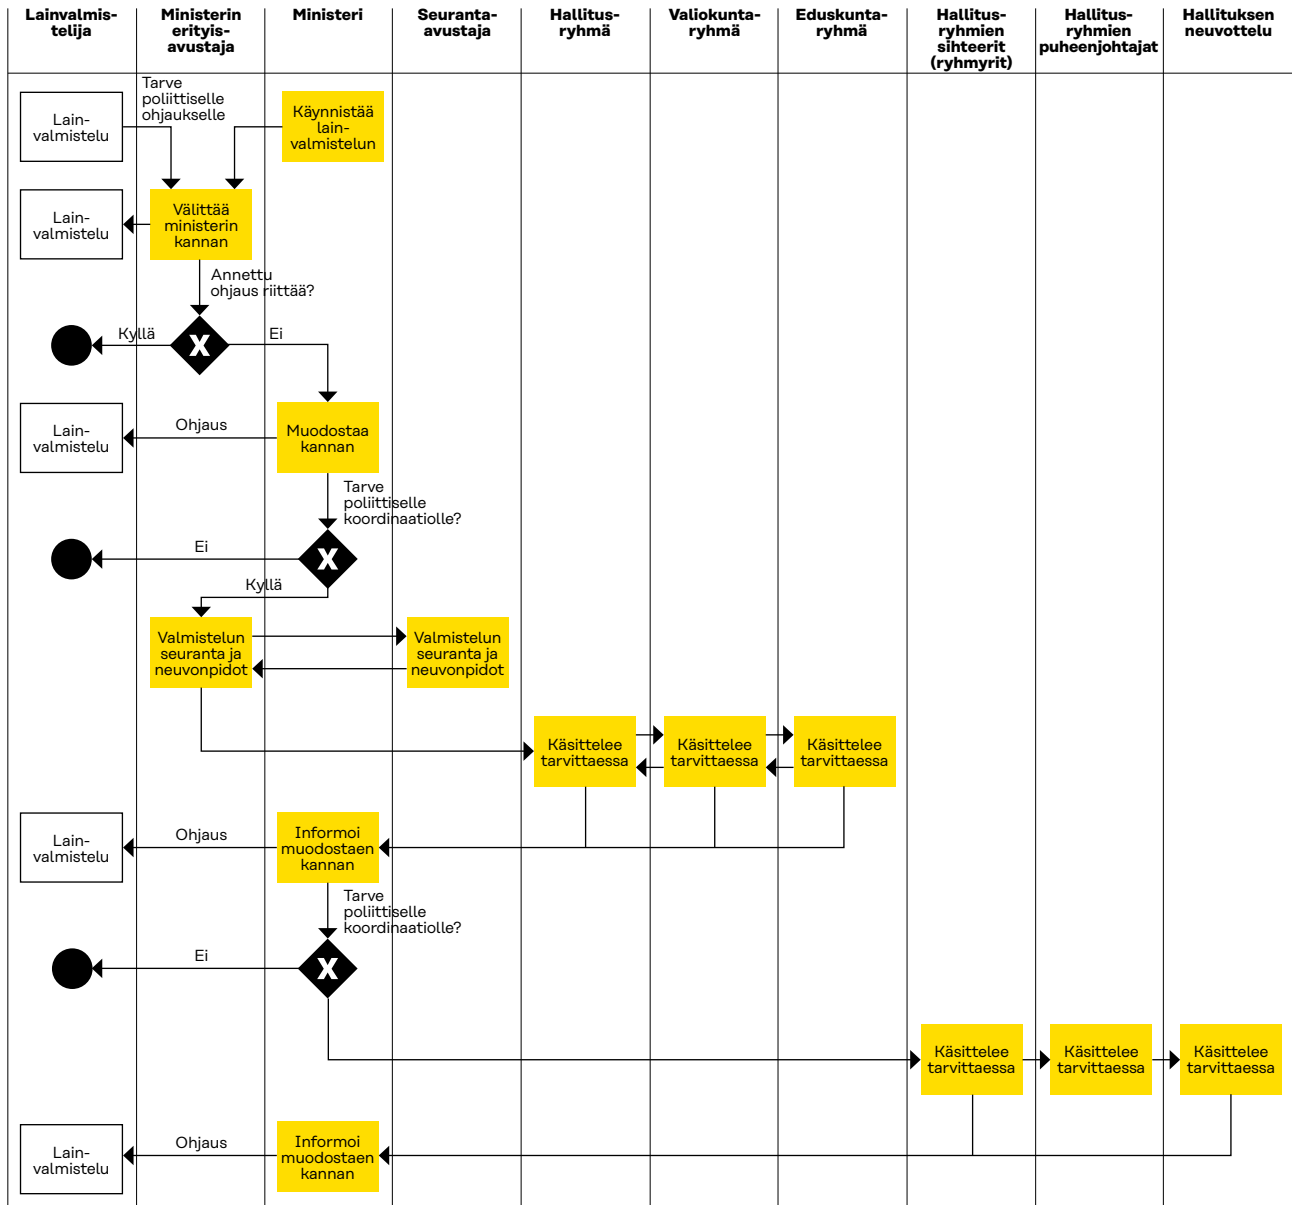 Lainvalmis-
telija
Ministerin
erityis-
avustaja
Ministeri
Seuranta-
avustaja
Hallitus-
ryhmä
Valiokunta-
ryhmä
Eduskunta-
ryhmä
Hallitus-
ryhmien
sihteerit
(ryhmyrit)
Hallitus-
ryhmien
puheenjohtajat
Hallituksen
neuvottelu
Lain-
valmistelu
Tarve
poliittiselle
ohjaukselle
Käynnistää
lain-
valmistelun
Lain-
valmistelu
Välittää
ministerin
kannan
Annettu
ohjaus riittää?
Kyllä
X
Ei
Lain-
valmistelu
Ohjaus
Muodostaa
kannan
Tarve
poliittiselle
koordinaatiolle?
Ei
X
Kyllä
Valmistelun
seuranta ja
neuvonpidot
Valmistelun
seuranta ja
neuvonpidot
Käsittelee
tarvittaessa
Käsittelee
tarvittaessa
Käsittelee
tarvittaessa
Lain-
valmistelu
Ohjaus
Informoi
muodostaen
kannan
Tarve
poliittiselle
koordinaatiolle?
Ei
X
Käsittelee
tarvittaessa
Käsittelee
tarvittaessa
Käsittelee
tarvittaessa
Lain-
valmistelu
Ohjaus
Informoi
muodostaen
kannan